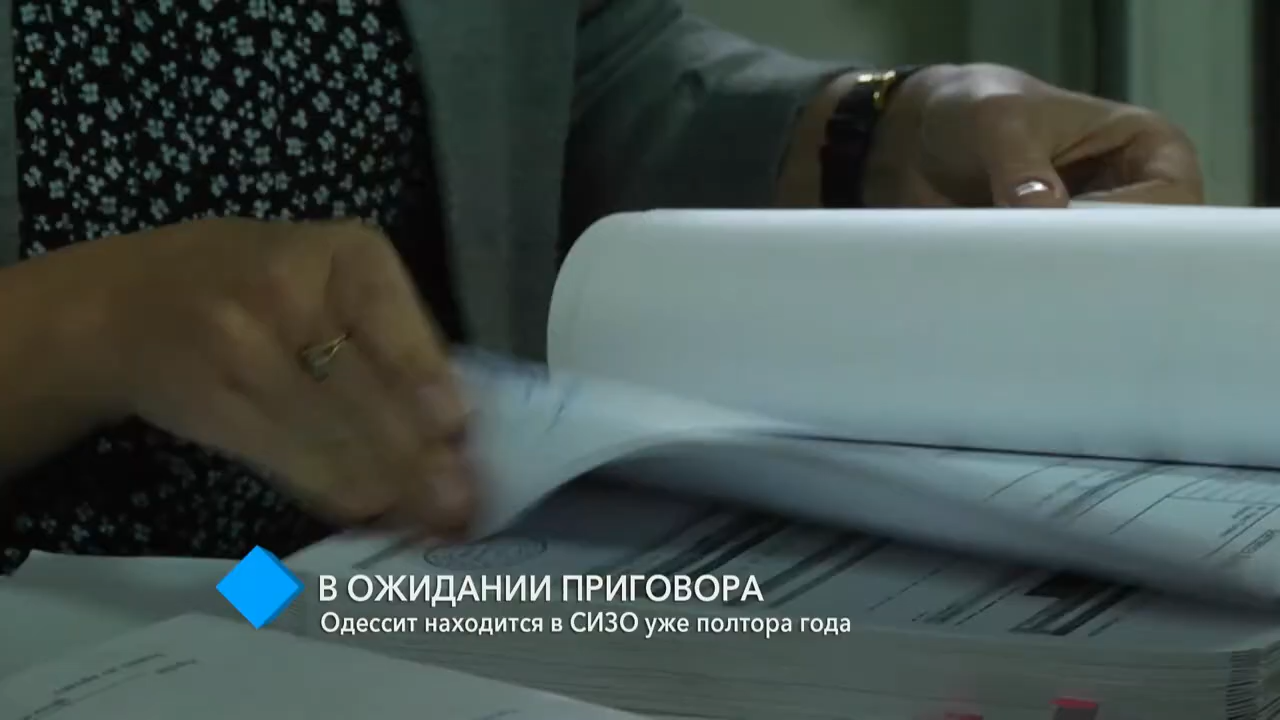 В ОЖИДАНИИ ПРИГОВОРА
Одессит находится в СИЗО уже полтора года